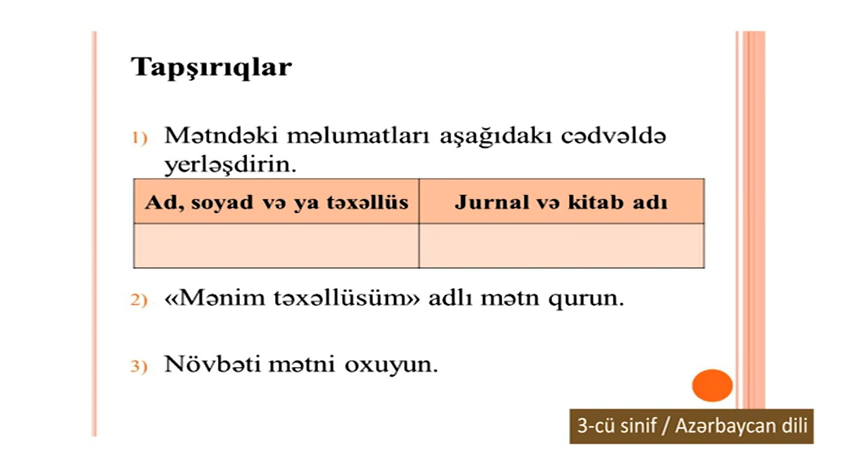 Tapşırıqlar
1) Mətndəki məlumatları aşağıdakı cədvəldə
yerləşdirin.
Ad, soyad və ya təxəllüs
Jurnal və kitab adı
2) «Mənim təxəllüsüm» adlı mətn qurun.
3) Növbəti mətni oxuyun.
3-cü sinif / Azərbaycan dili